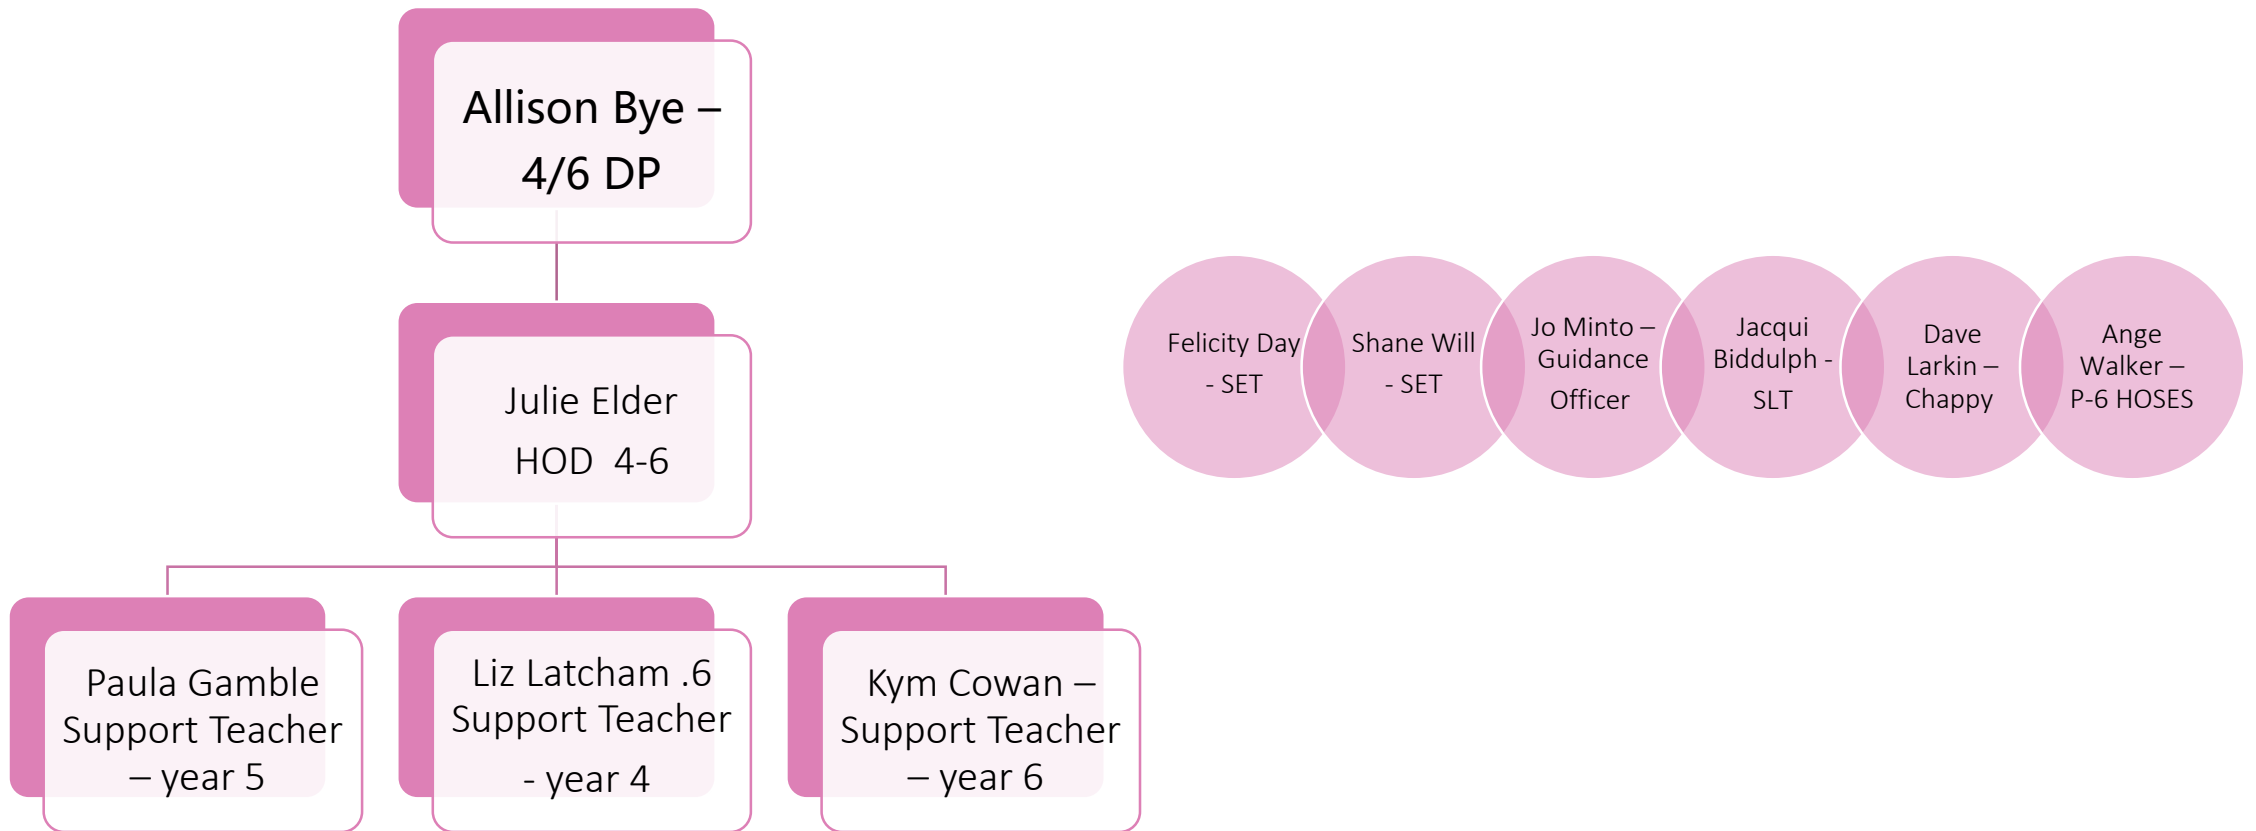 Allison Bye –
4/6 DP
Julie Elder
HOD  4-6
Paula Gamble
Support Teacher
– year 5
Liz Latcham .6
Support Teacher
- year 4
Kym Cowan –
Support Teacher
– year 6
Felicity Day
- SET
Shane Will
- SET
Jo Minto –
Guidance
Officer
Jacqui
Biddulph -
SLT
Dave
Larkin –
Chappy
Ange
Walker –
P-6 HOSES